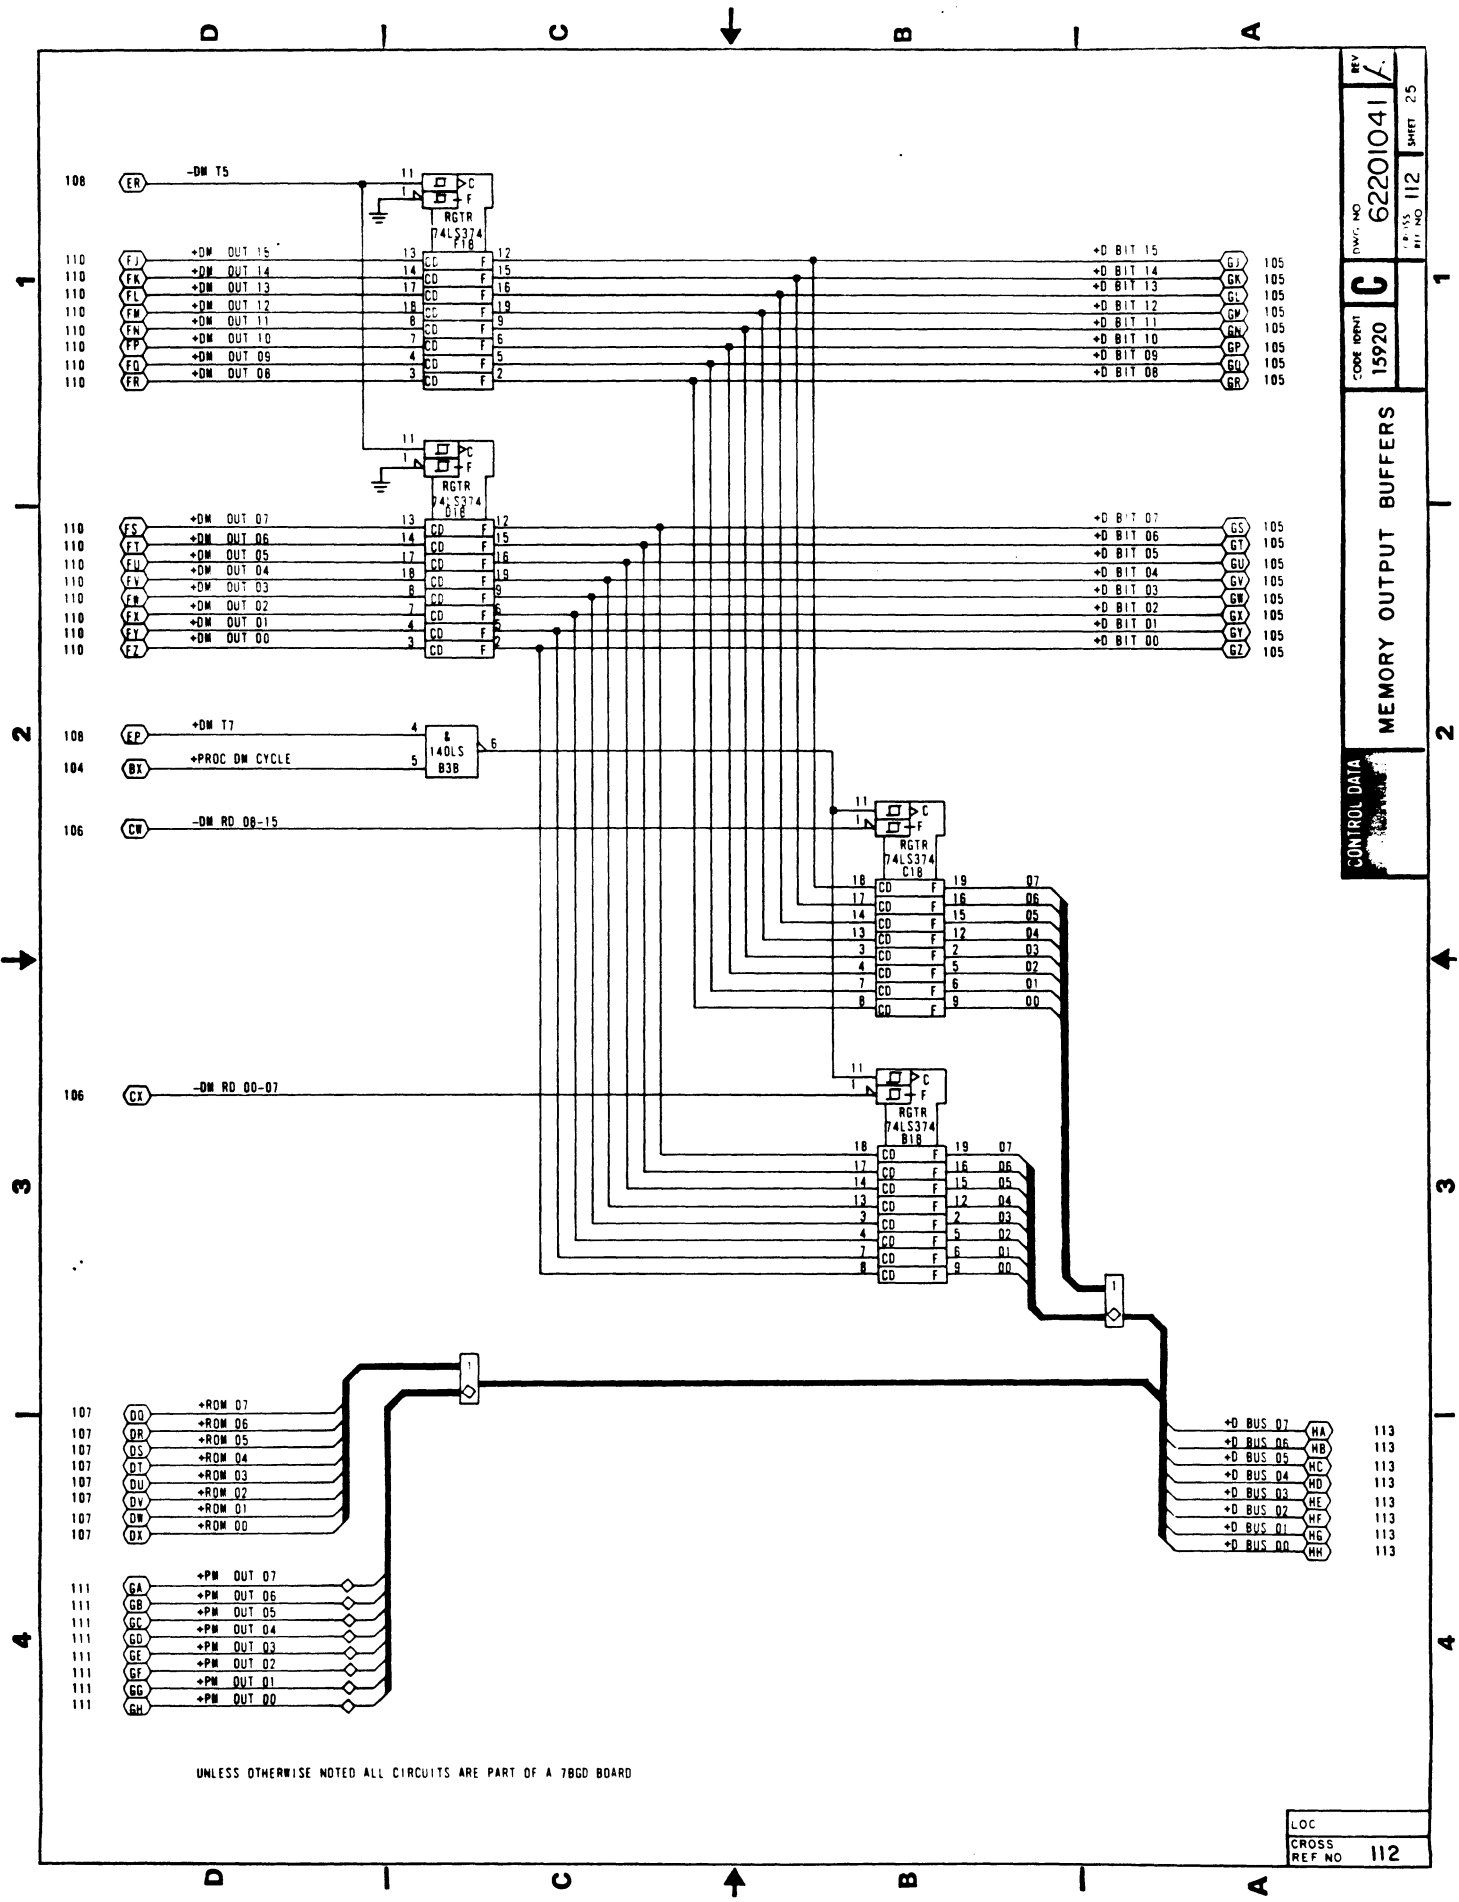 D C B A
108 ER -DM T5 11 C
1 F
RGTR
74LS374
F18
110 FJ +DM OUT 15 13 CD F 12 +D BIT 15 GJ 105
110 FK +DM OUT 14 14 CD F 15 +D BIT 14 GK 105
110 FL +DM OUT 13 17 CD F 16 +D BIT 13 GL 105
110 FM +DM OUT 12 18 CD F 19 +D BIT 12 GM 105
110 FN +DM OUT 11 8 CD F 9 +D BIT 11 GN 105
110 FP +DM OUT 10 7 CD F 6 +D BIT 10 GP 105
110 FQ +DM OUT 09 4 CD F 5 +D BIT 09 GQ 105
110 FR +DM OUT 08 3 CD F 2 +D BIT 08 GR 105
1 1
11 C
1 F
RGTR
74LS374
D18
110 FS +DM OUT 07 13 CD F 12 +D BIT 07 GS 105
110 FT +DM OUT 06 14 CD F 15 +D BIT 06 GT 105
110 FU +DM OUT 05 17 CD F 16 +D BIT 05 GU 105
110 FV +DM OUT 04 18 CD F 19 +D BIT 04 GV 105
110 FW +DM OUT 03 8 CD F 9 +D BIT 03 GW 105
110 FX +DM OUT 02 7 CD F 6 +D BIT 02 GX 105
110 FY +DM OUT 01 4 CD F 5 +D BIT 01 GY 105
110 FZ +DM OUT 00 3 CD F 2 +D BIT 00 GZ 105
2 2
108 EP +DM T7 4 & 6
140LS
104 BX +PROC DM CYCLE 5 B3B
106 CW -DM RD 08-15
11 C
1 F
RGTR
74LS374
C18
18 CD F 19 07
17 CD F 16 06
14 CD F 15 05
13 CD F 12 04
3 CD F 2 03
4 CD F 5 02
7 CD F 6 01
8 CD F 9 00
106 CX -DM RD 00-07
11 C
1 F
RGTR
74LS374
B18
18 CD F 19 07
17 CD F 16 06
14 CD F 15 05
13 CD F 12 04
3 CD F 2 03
4 CD F 5 02
7 CD F 6 01
8 CD F 9 00
3 3
1
1
107 DQ +ROM 07
107 DR +ROM 06
107 DS +ROM 05
107 DT +ROM 04
107 DU +ROM 03
107 DV +ROM 02
107 DW +ROM 01
107 DX +ROM 00
+D BUS 07 HA 113
+D BUS 06 HB 113
+D BUS 05 HC 113
+D BUS 04 HD 113
+D BUS 03 HE 113
+D BUS 02 HF 113
+D BUS 01 HG 113
+D BUS 00 HH 113
111 GA +PM OUT 07
111 GB +PM OUT 06
111 GC +PM OUT 05
111 GD +PM OUT 04
111 GE +PM OUT 03
111 GF +PM OUT 02
111 GG +PM OUT 01
111 GH +PM OUT 00
4 4
UNLESS OTHERWISE NOTED ALL CIRCUITS ARE PART OF A 7BGD BOARD
CONTROL DATA
MEMORY OUTPUT BUFFERS
CODE IDENT
15920
C
DWG. NO
62201041
REV
A
CROSS
REF NO 112
SHEET 25
LOC
CROSS
REF NO 112
D C B A